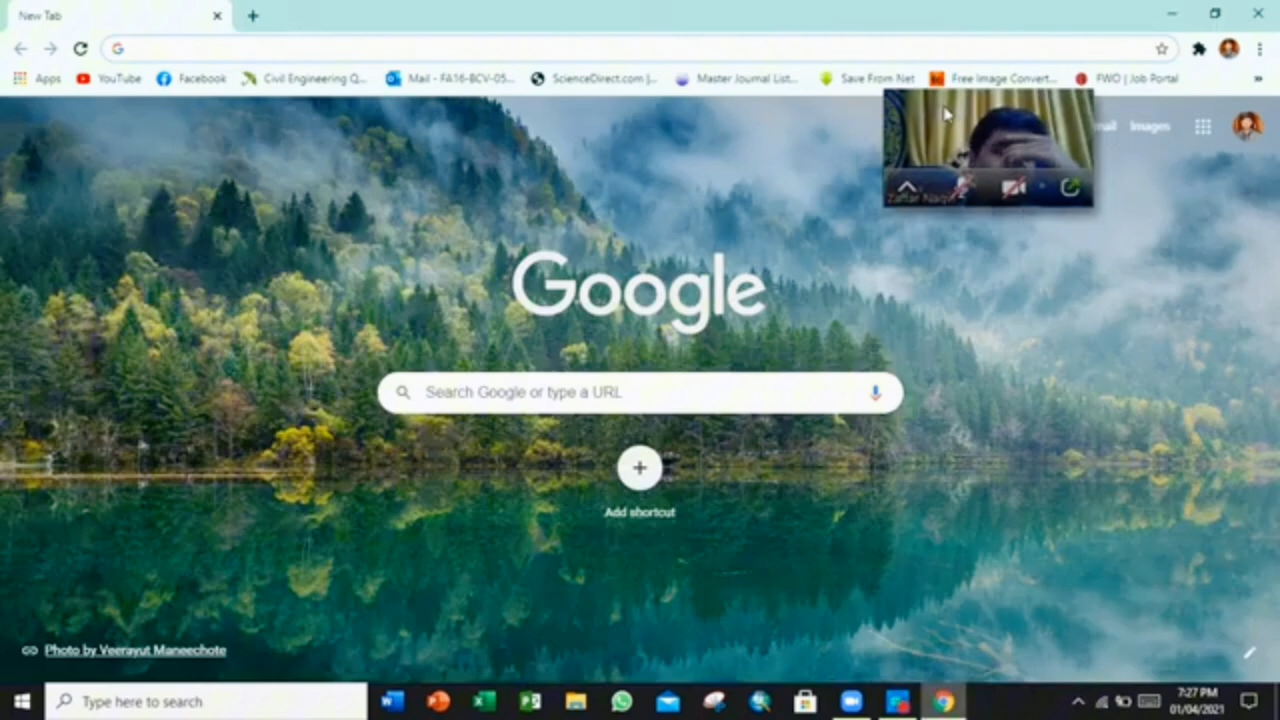 New Tab
Apps YouTube Facebook Civil Engineering Q... Mail - FA16-BCV-05... ScienceDirect.com |... Master Journal List... Save From Net Free Image Convert... FWO | Job Portal »
Images
Zaffar
Google
Search Google or type a URL
Add shortcut
Photo by Veerayut Maneechote
Type here to search
7:27 PM
01/04/2021